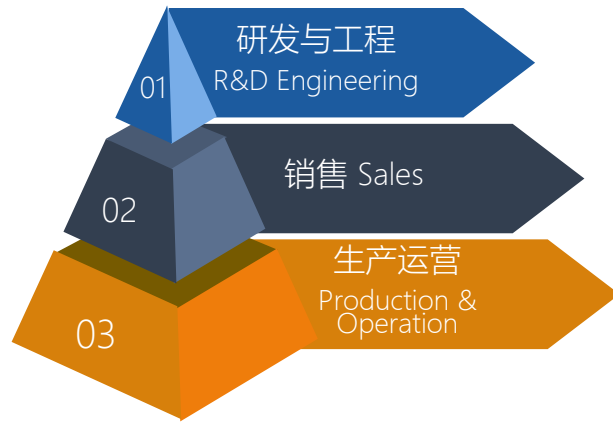 研发与工程
01
R&D Engineering
销售 Sales
02
生产运营
Production &
Operation
03